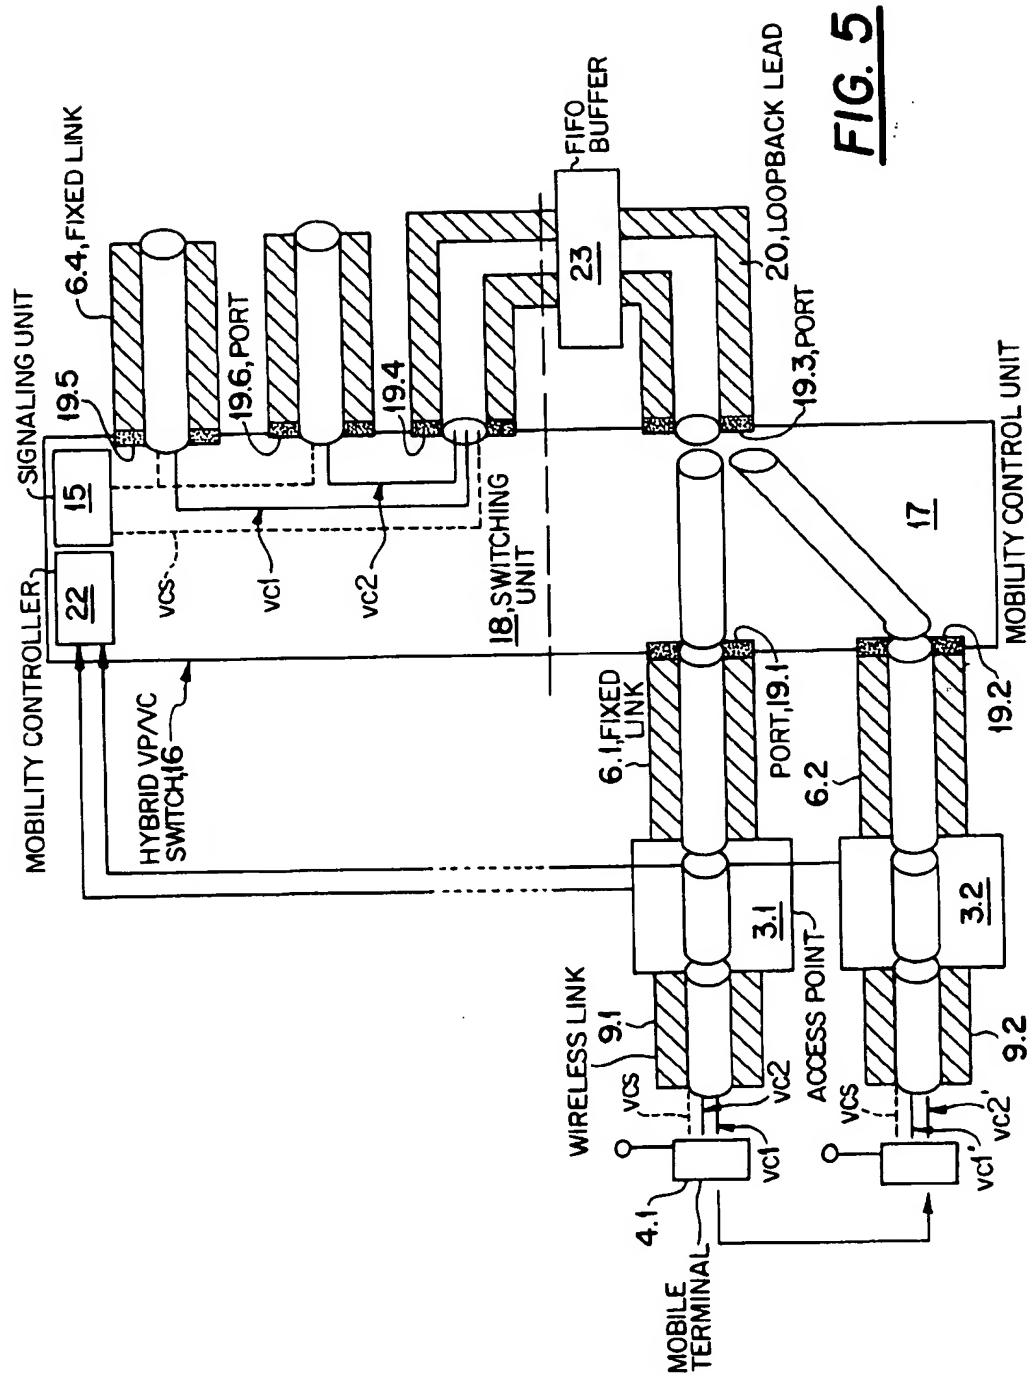 MOBILITY CONTROLLER
SIGNALING UNIT
6.4, FIXED LINK
22
15
19.5
19.6, PORT
19.4
HYBRID VP/VC
SWITCH,16
vcs
vc1
vc2
18, SWITCHING
UNIT
FIFO
BUFFER
23
20, LOOPBACK LEAD
19.3, PORT
WIRELESS LINK
9.1
6.1, FIXED
LINK
PORT, 19.1
vcs
vc2
vc1
4.1
MOBILE
TERMINAL
3.1
ACCESS POINT
6.2
17
3.2
19.2
vcs
vc1'
vc2'
9.2
MOBILITY CONTROL UNIT
FIG. 5